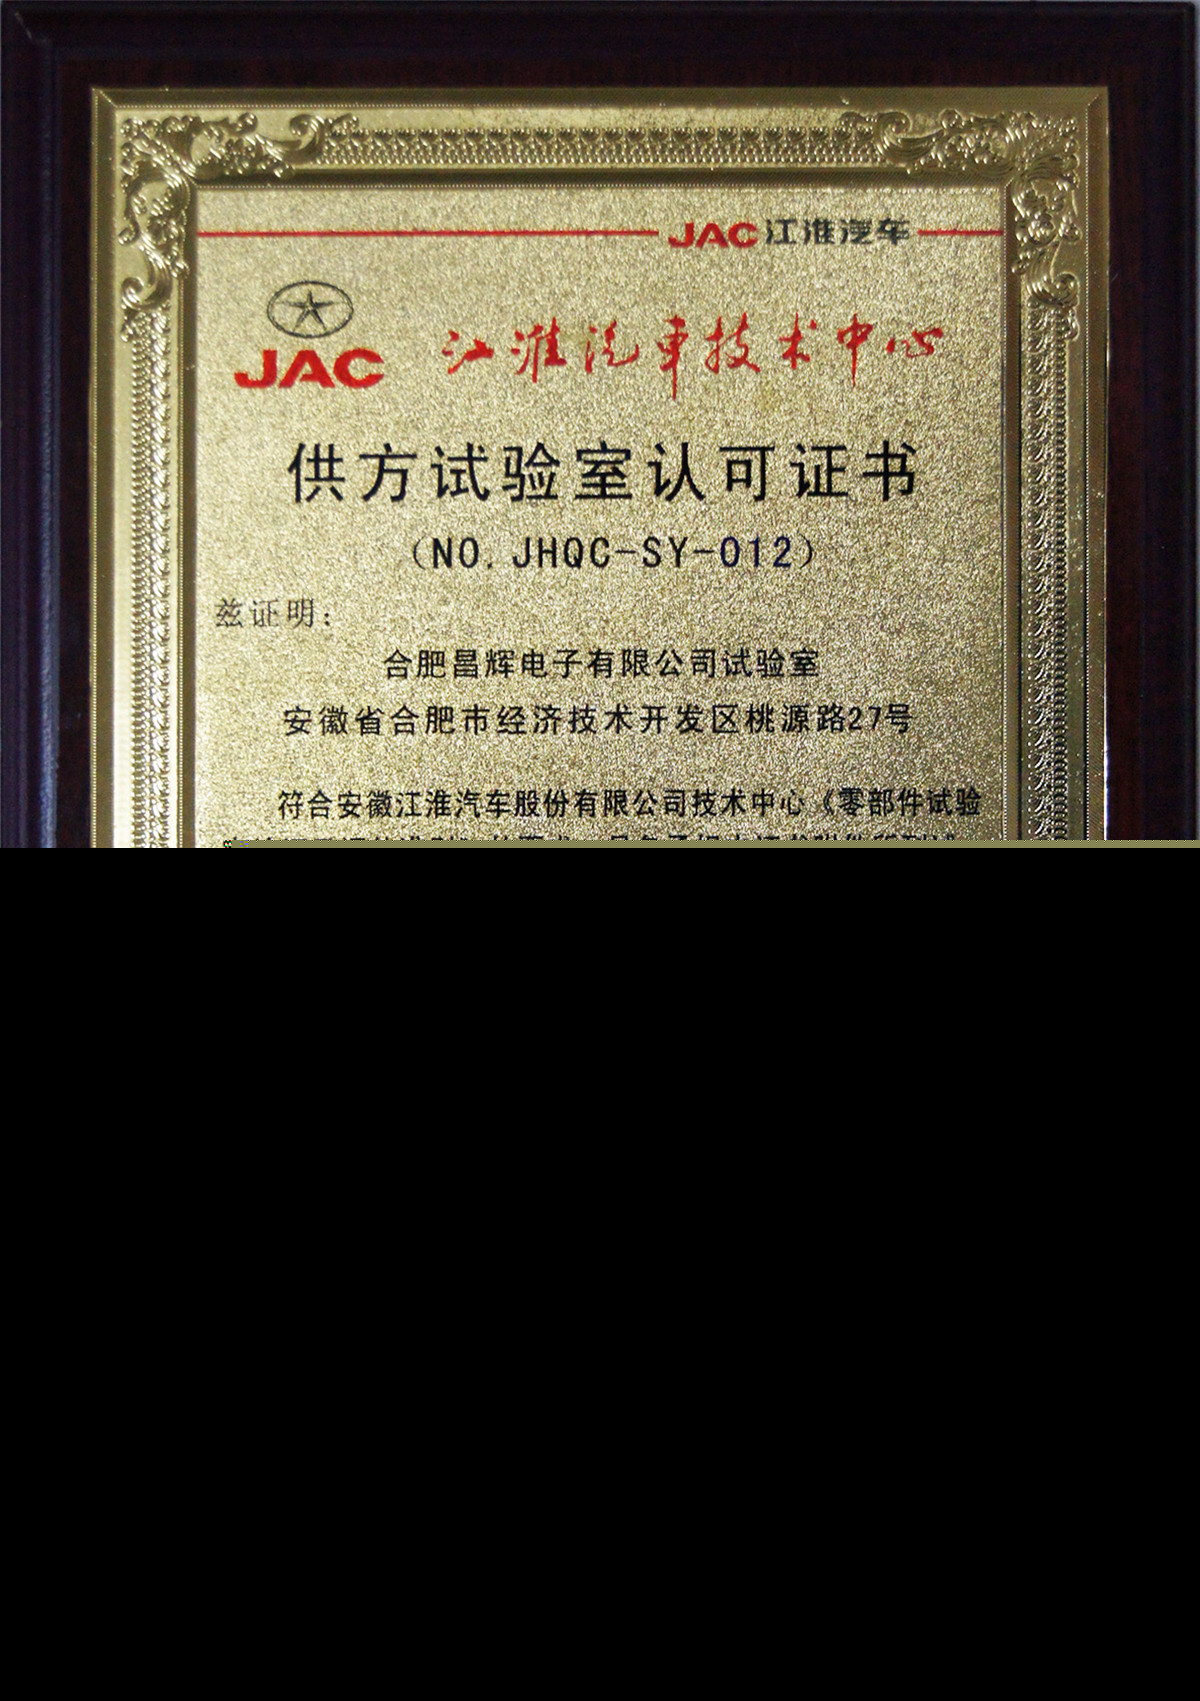 JAC江淮汽车
JAC 江淮汽車技术中心
供方试验室认可证书
（NO.JHQC-SY-012）
兹证明：
合肥昌辉电子有限公司试验室
安徽省合肥市经济技术开发区桃源路27号
符合安徽江淮汽车股份有限公司技术中心《零部件试验